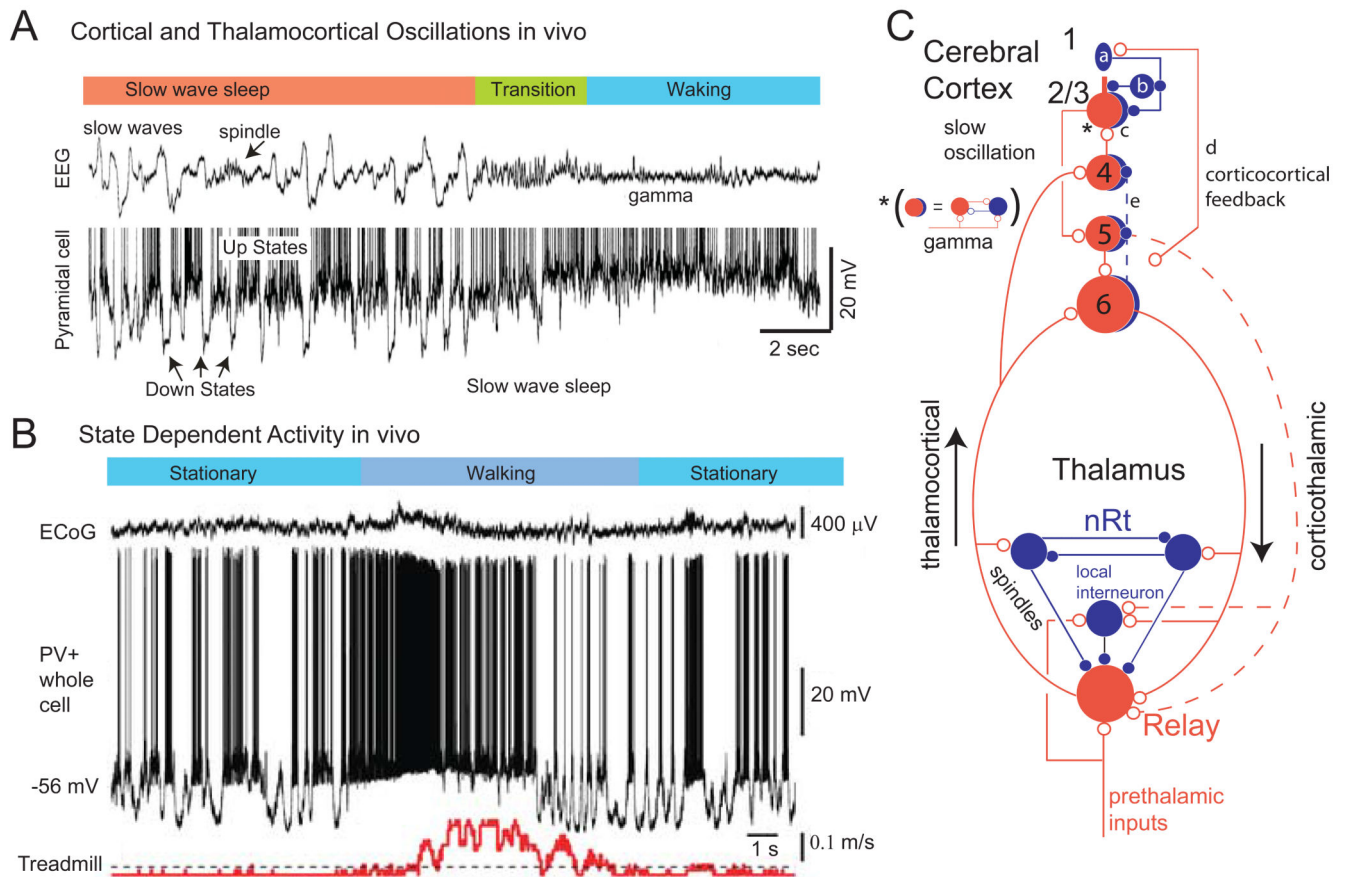 A
Cortical and Thalamocortical Oscillations in vivo
Slow wave sleep
Transition
Waking
slow waves
spindle
EEG
gamma
Pyramidal cell
Up States
20 mV
2 sec
Down States
Slow wave sleep
B
State Dependent Activity in vivo
Stationary
Walking
Stationary
ECoG
400 μV
PV+
whole
cell
20 mV
-56 mV
1 s
0.1 m/s
Treadmill
C
Cerebral
Cortex
1
a
b
2/3
c
*
slow
oscillation
4
d
corticocortical
feedback
e
* ( = )
gamma
5
6
thalamocortical
corticothalamic
Thalamus
nRt
spindles
local
interneuron
Relay
prethalamic
inputs